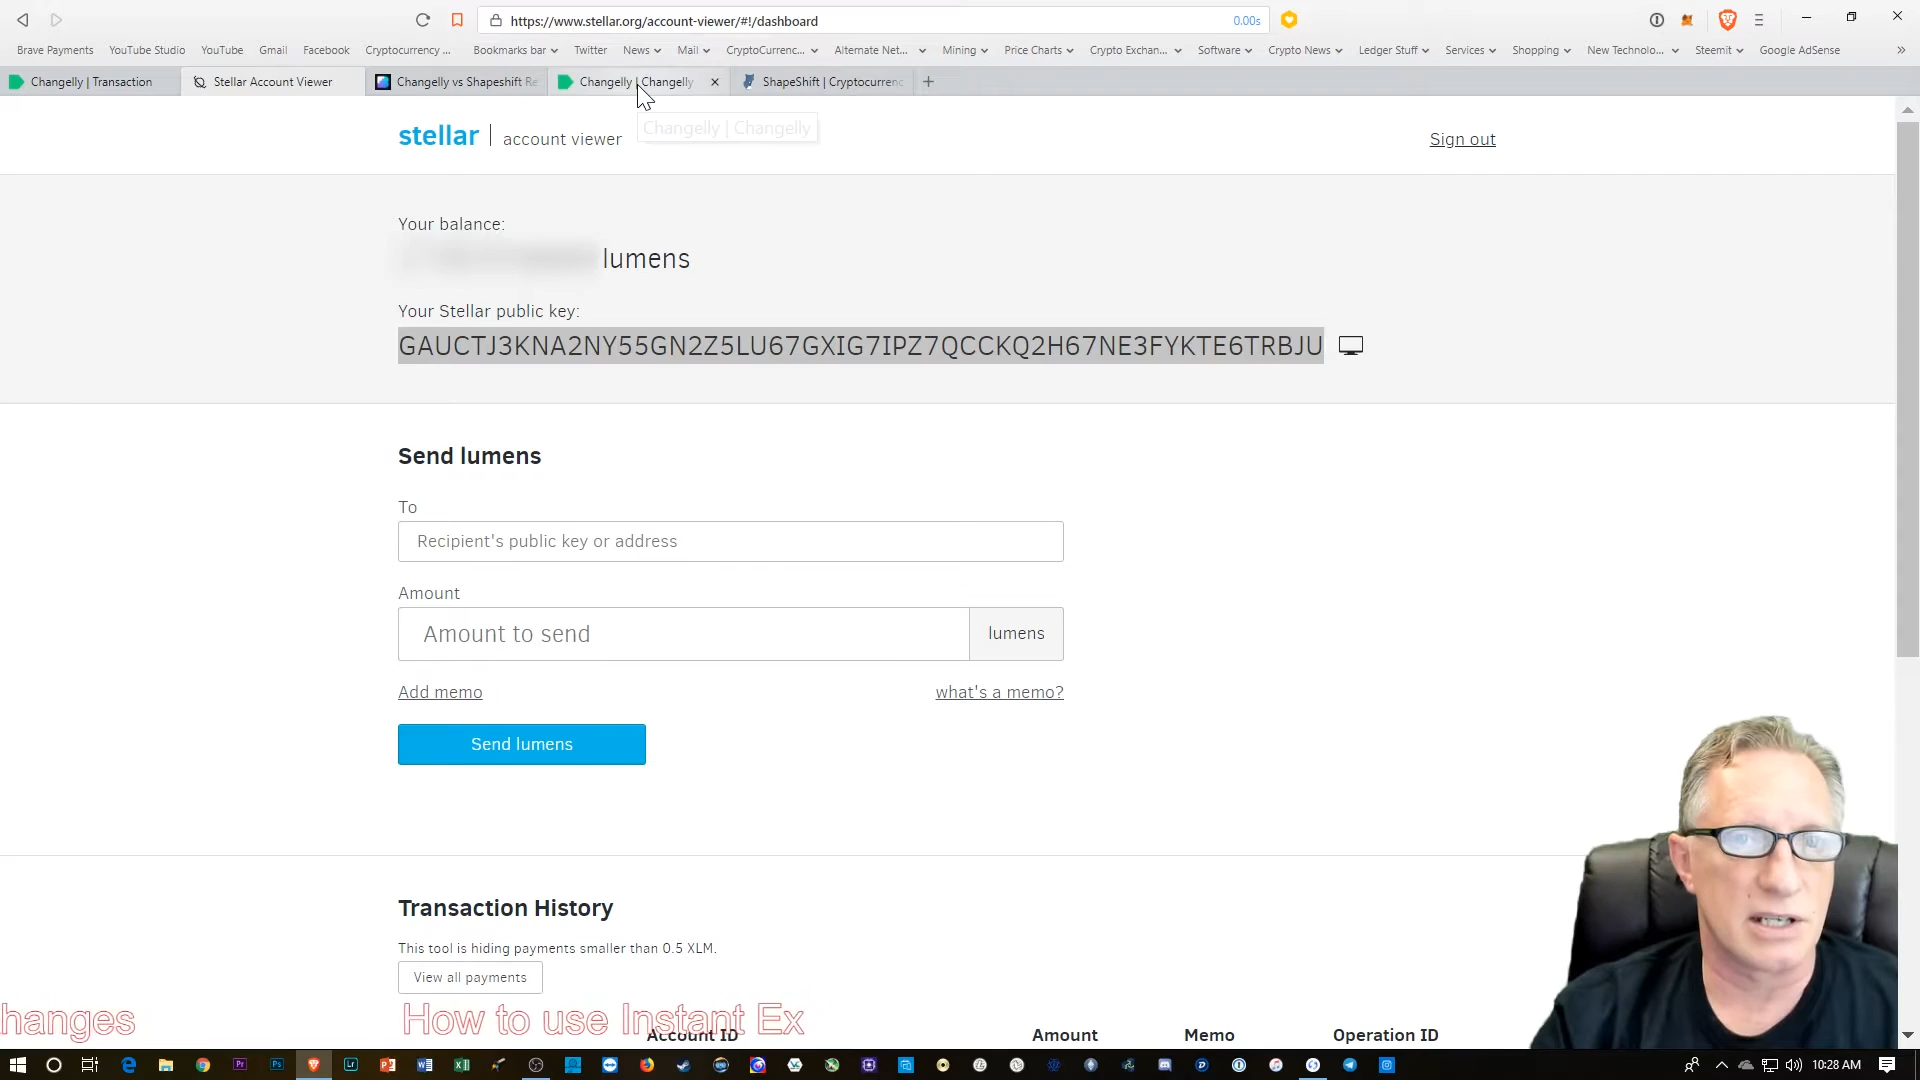 https://www.stellar.org/account-viewer/#!/dashboard
0.00s
Brave Payments YouTube Studio YouTube Gmail Facebook Cryptocurrency ... Bookmarks bar Twitter News Mail CryptoCurrenc... Alternate Net... Mining Price Charts Crypto Exchan... Software Crypto News Ledger Stuff Services Shopping New Technolo... Steemit Google AdSense
Changelly | Transaction Stellar Account Viewer Changelly vs Shapeshift Re Changelly | Changelly ShapeShift | Cryptocurrenc
Changelly | Changelly
stellar | account viewer
Sign out
Your balance:
lumens
Your Stellar public key:
GAUCTJ3KNA2NY55GN2Z5LU67GXIG7IPZ7QCCKQ2H67NE3FYKTE6TRBJU
Send lumens
To
Recipient's public key or address
Amount
Amount to send
lumens
Add memo
what's a memo?
Send lumens
Transaction History
This tool is hiding payments smaller than 0.5 XLM.
View all payments
hanges How to use Instant Ex
Account ID Amount Memo Operation ID
10:28 AM